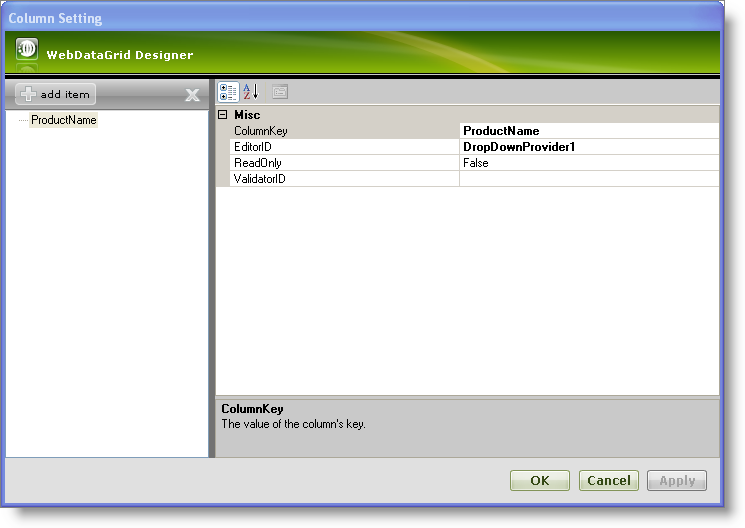 Column Setting
WebDataGrid Designer
add item
ProductName
Misc
ColumnKey ProductName
EditorID DropDownProvider1
ReadOnly False
ValidatorID
ColumnKey
The value of the column's key.
OK Cancel Apply